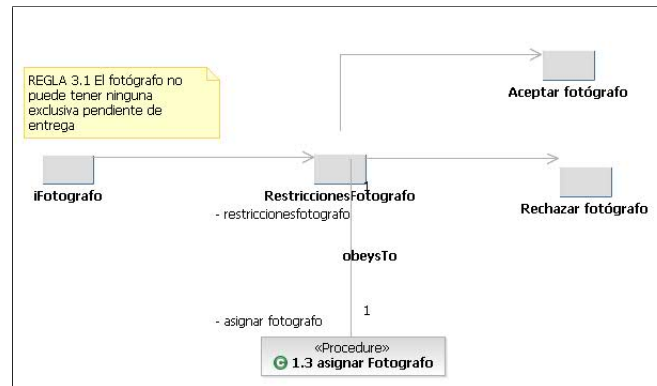 REGLA 3.1 El fotógrafo no
puede tener ninguna
exclusiva pendiente de
entrega
Aceptar fotógrafo
iFotografo
RestriccionesFotografo
Rechazar fotógrafo
1
- restriccionesfotografo
obeysTo
1
- asignar fotografo
«Procedure»
C 1.3 asignar Fotografo